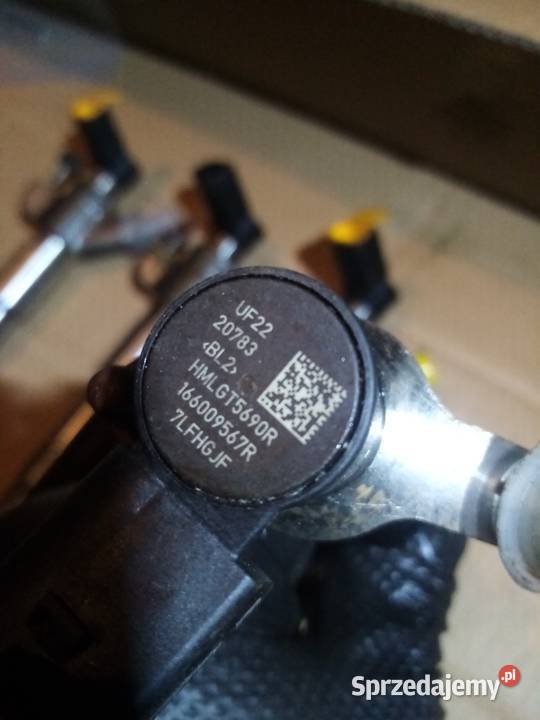 UF22
20783
‹BL2›
HMLGT5690R
166009567R
7LFHGJF
Sprzedajemy.pl